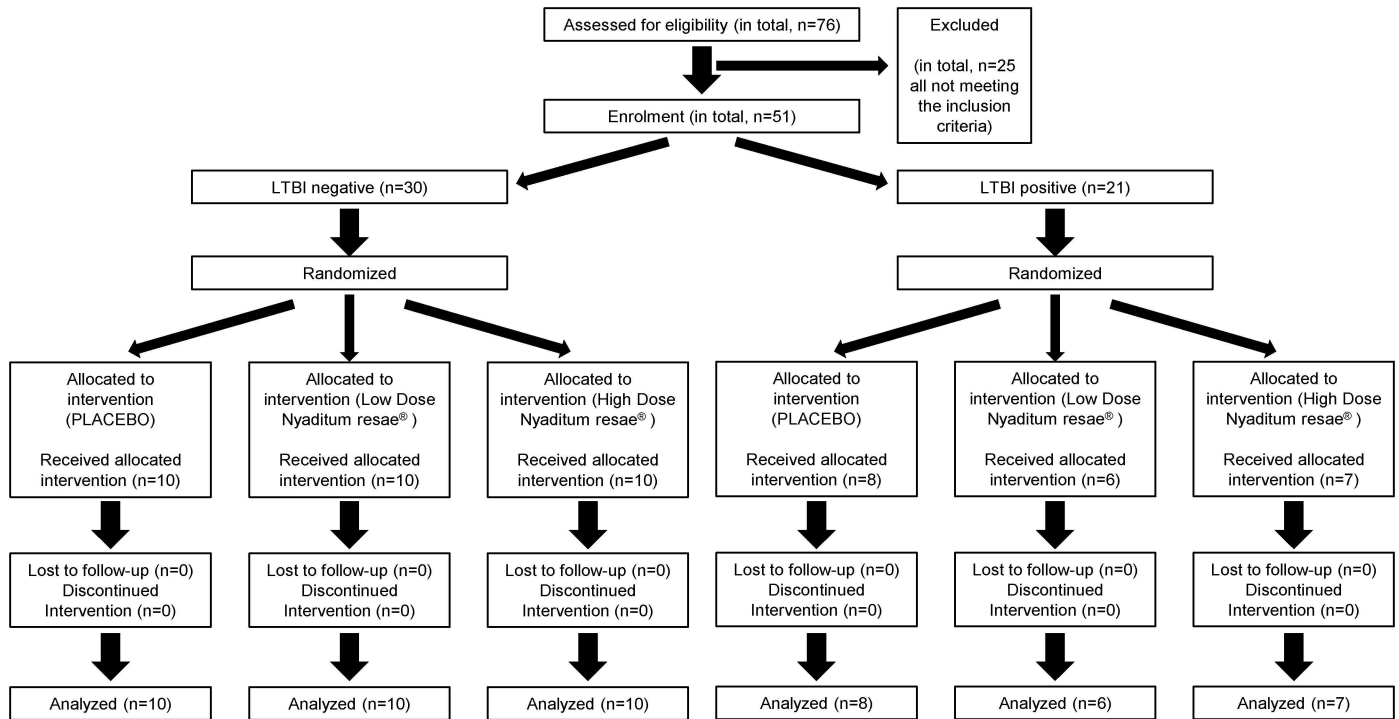 Assessed for eligibility (in total, n=76)
Excluded
(in total, n=25
all not meeting
the inclusion
criteria)
Enrolment (in total, n=51)
LTBI negative (n=30)
LTBI positive (n=21)
Randomized
Randomized
Allocated to
intervention
(PLACEBO)
Received allocated
intervention (n=10)
Allocated to
intervention (Low Dose
Nyaditum resae® )
Received allocated
intervention (n=10)
Allocated to
intervention (High Dose
Nyaditum resae® )
Received allocated
intervention (n=10)
Allocated to
intervention
(PLACEBO)
Received allocated
intervention (n=8)
Allocated to
intervention (Low Dose
Nyaditum resae® )
Received allocated
intervention (n=6)
Allocated to
intervention (High Dose
Nyaditum resae® )
Received allocated
intervention (n=7)
Lost to follow-up (n=0)
Discontinued
Intervention (n=0)
Lost to follow-up (n=0)
Discontinued
Intervention (n=0)
Lost to follow-up (n=0)
Discontinued
Intervention (n=0)
Lost to follow-up (n=0)
Discontinued
Intervention (n=0)
Lost to follow-up (n=0)
Discontinued
Intervention (n=0)
Lost to follow-up (n=0)
Discontinued
Intervention (n=0)
Analyzed (n=10)
Analyzed (n=10)
Analyzed (n=10)
Analyzed (n=8)
Analyzed (n=6)
Analyzed (n=7)